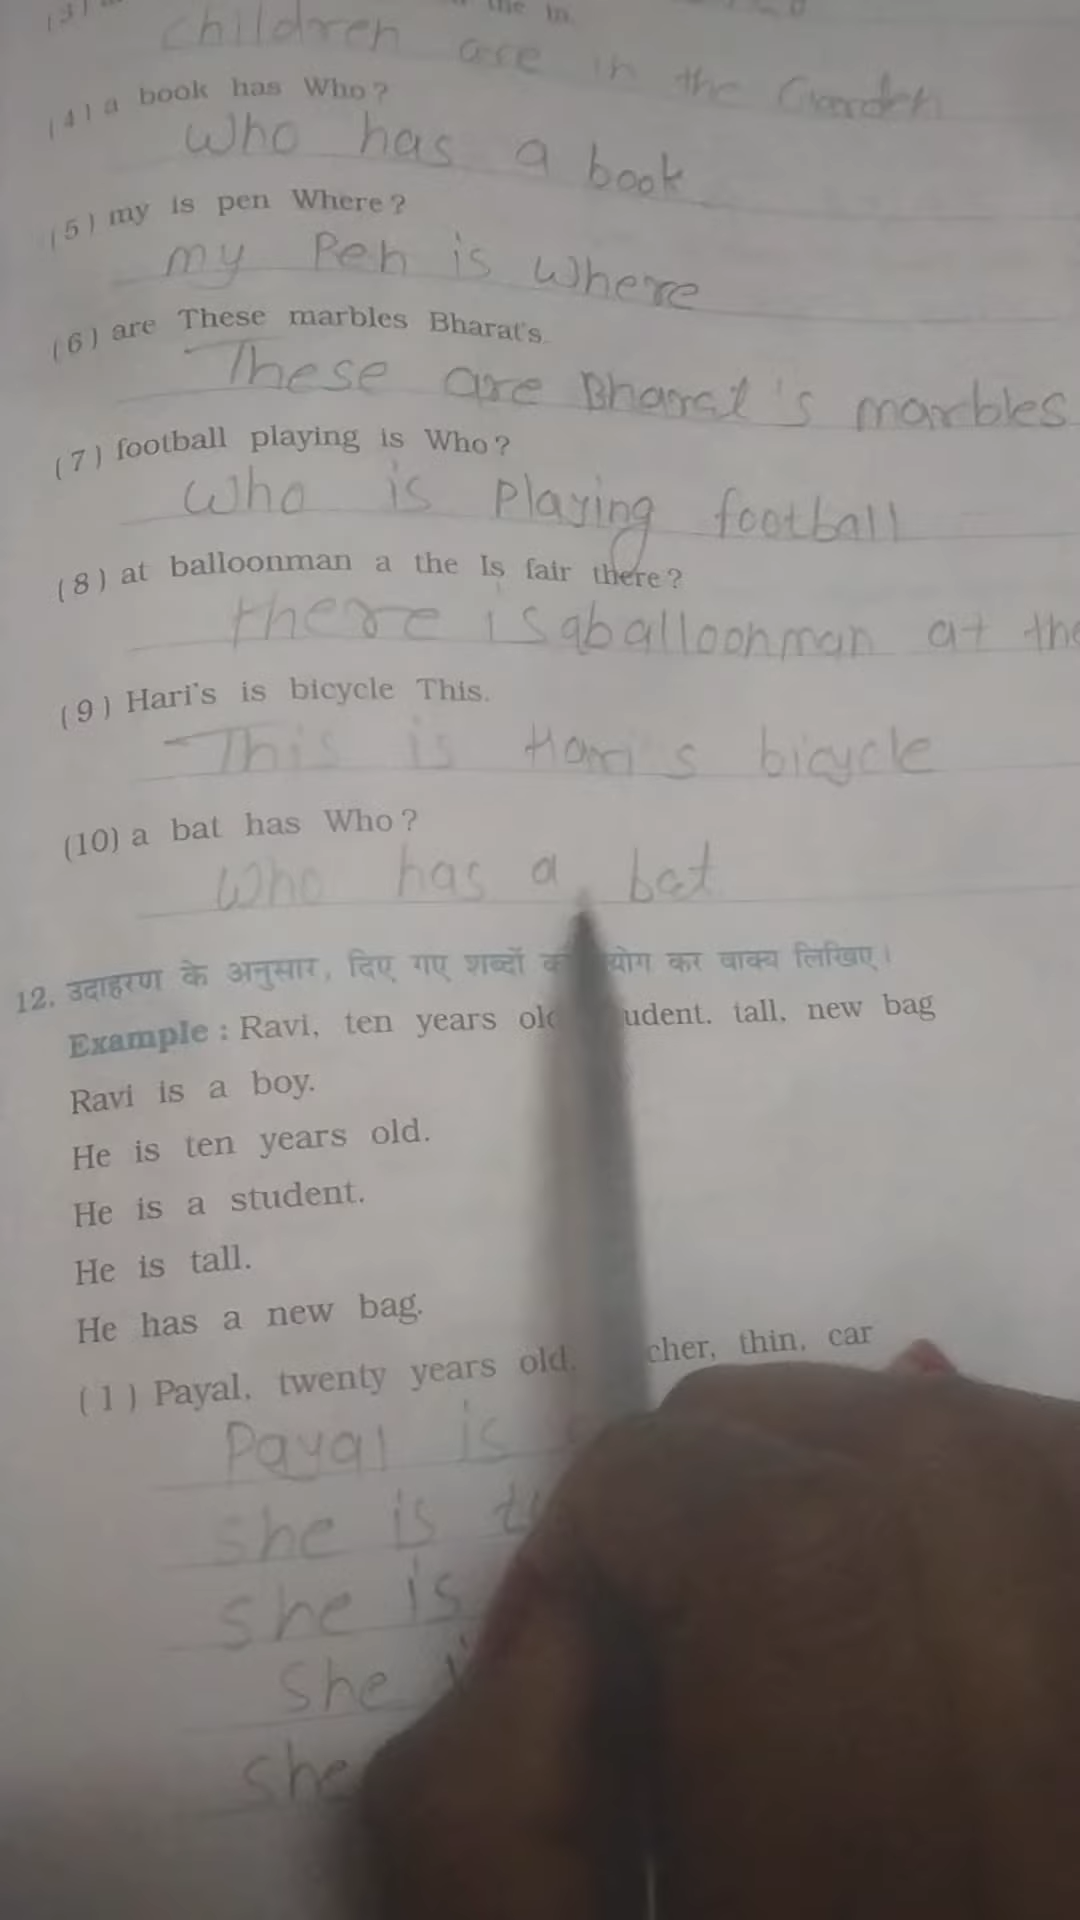 children are in the Garden
(4) a book has Who?
Who has a book
(5) my is pen Where?
my Pen is where
(6) are These marbles Bharat's.
These are Bharat's marbles
(7) football playing is Who?
Who is Playing football
(8) at balloonman a the Is fair there?
there is a balloonman at the
(9) Hari's is bicycle This.
This is Hari's bicycle
(10) a bat has Who?
Who has a bat
12. उदाहरण के अनुसार, दिए गए शब्दों कर वाक्य लिखिए।
Example : Ravi, ten years tall, new bag
Ravi is a boy.
He is ten years old.
He is a student.
He is tall.
He has a new bag.
(1) Payal, twenty years old, thin, car
Payal is
she is
she is
she
she